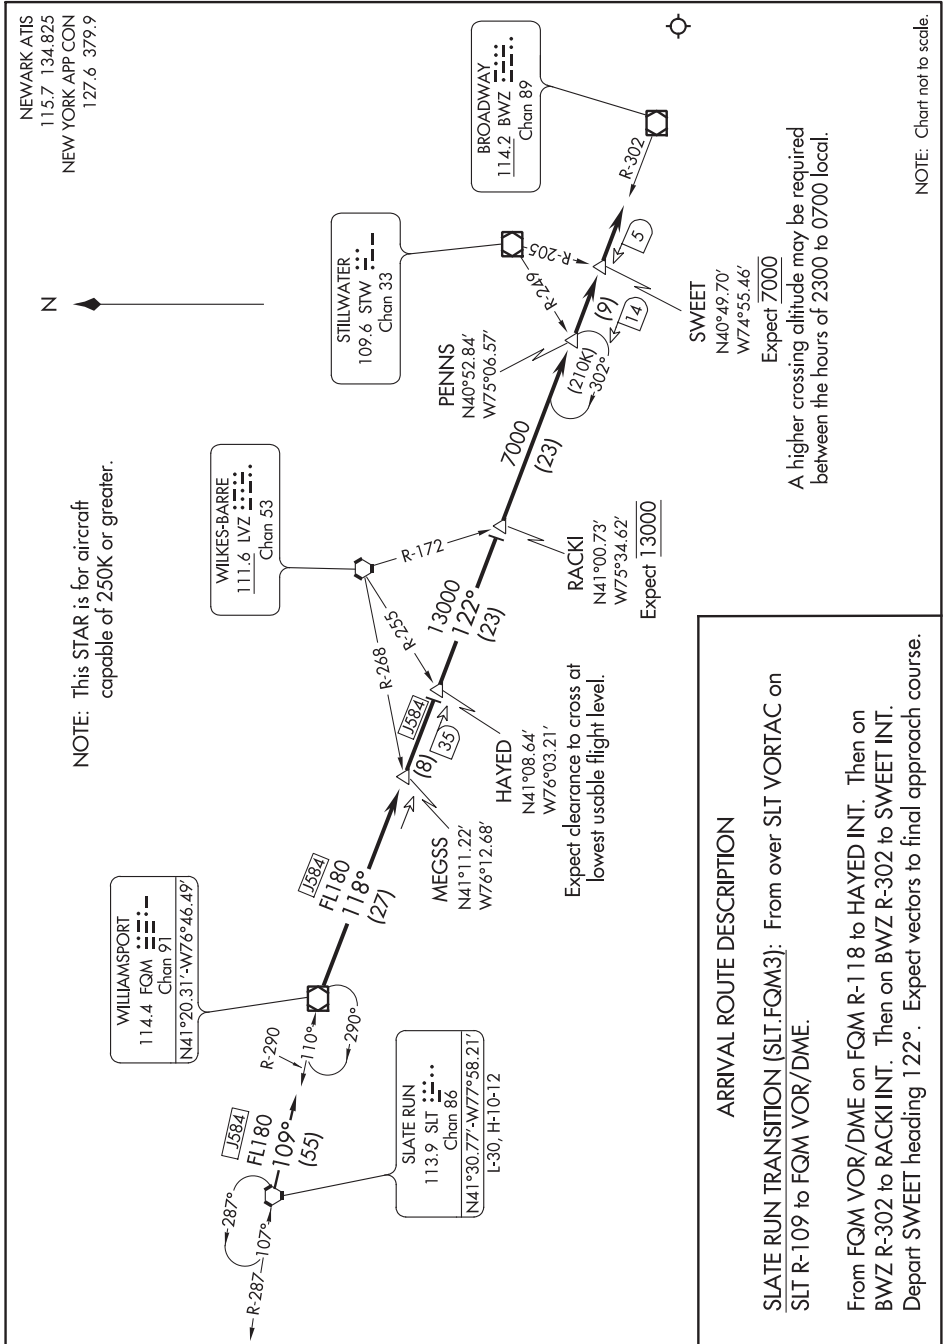 NEWARK ATIS
115.7 134.825
NEW YORK APP CON
127.6 379.9
NOTE: This STAR is for aircraft
capable of 250K or greater.
N
J584
FL180
109°
(55)
287°
107°
R-287
SLATE RUN
113.9 SLT
Chan 86
N41°30.77'-W77°58.21'
L-30, H-10-12
R-290
110°
290°
WILLIAMSPORT
114.4 FQM
Chan 91
N41°20.31'-W76°46.49'
J584
FL180
118°
(27)
MEGSS
N41°11.22'
W76°12.68'
J584
(8)
35
HAYED
N41°08.64'
W76°03.21'
Expect clearance to cross at
lowest usable flight level.
WILKES-BARRE
111.6 LVZ
Chan 53
R-268
R-255
R-172
13000
122°
(23)
RACKI
N41°00.73'
W75°34.62'
Expect 13000
7000
(23)
PENNS
N40°52.84'
W75°06.57'
(210K)
302°
STILLWATER
109.6 STW
Chan 33
R-246
R-205
(9)
14
SWEET
N40°49.70'
W74°55.46'
Expect 7000
A higher crossing altitude may be required
between the hours of 2300 to 0700 local.
5
R-302
BROADWAY
114.2 BWZ
Chan 89
NOTE: Chart not to scale.
ARRIVAL ROUTE DESCRIPTION
SLATE RUN TRANSITION (SLT.FQM3): From over SLT VORTAC on
SLT R-109 to FQM VOR/DME.
From FQM VOR/DME on FQM R-118 to HAYED INT. Then on
BWZ R-302 to RACKI INT. Then on BWZ R-302 to SWEET INT.
Depart SWEET heading 122°. Expect vectors to final approach course.